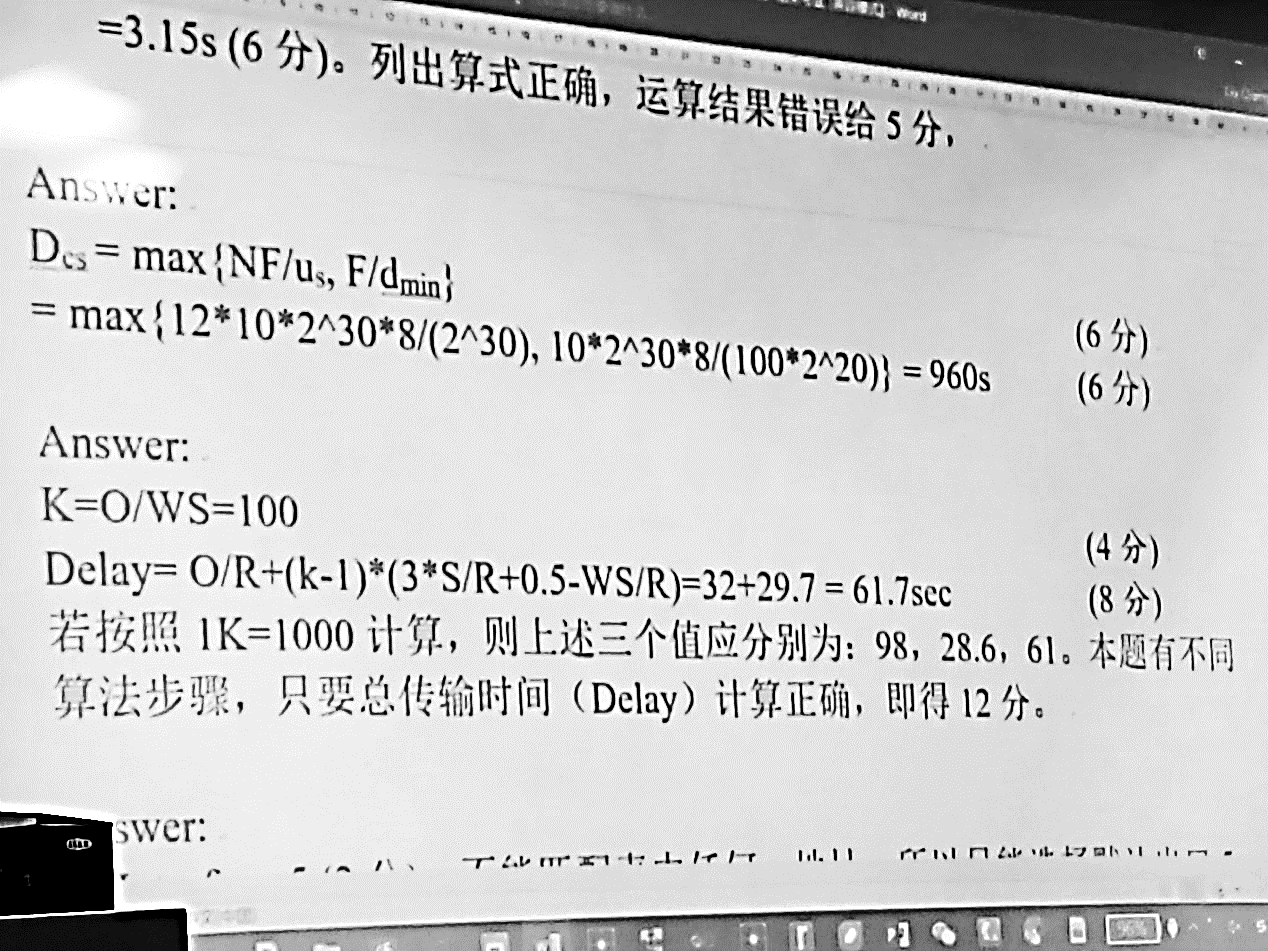 Word
=3.15s (6 分)。列出算式正确，运算结果错误给 5 分，
Answer:
Dcs = max{NF/us, F/dmin}
= max{12*10*2^30*8/(2^30), 10*2^30*8/(100*2^20)} = 960s
(6 分)
(6 分)
Answer:
K=O/WS=100
Delay= O/R+(k-1)*(3*S/R+0.5-WS/R)=32+29.7 = 61.7sec
(4 分)
(8 分)
若按照 1K=1000 计算，则上述三个值应分别为：98，28.6，61。本题有不同
算法步骤，只要总传输时间（Delay）计算正确，即得 12 分。
swer:
96%